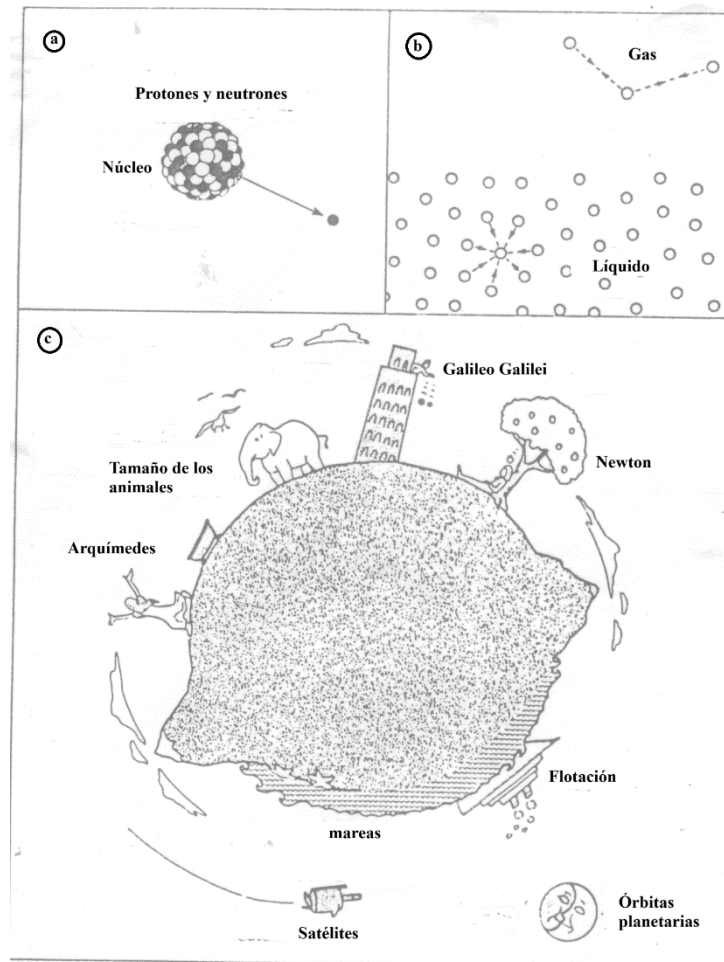 a
Protones y neutrones
Núcleo
b
Gas
Líquido
c
Galileo Galilei
Tamaño de los
animales
Newton
Arquímedes
Flotación
mareas
Satélites
Órbitas
planetarias